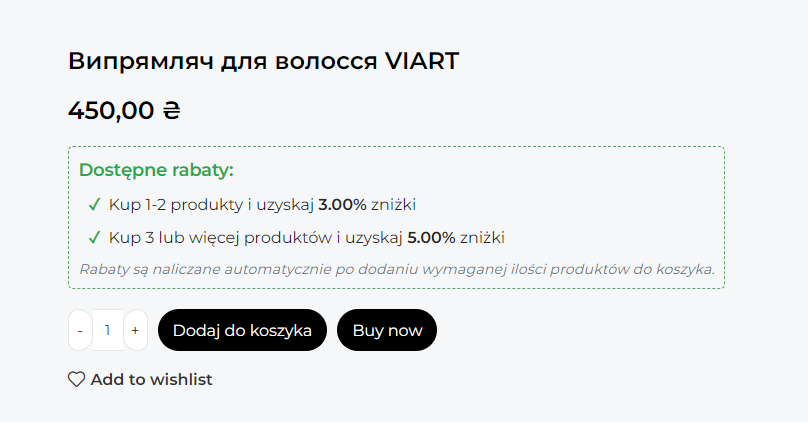 Випрямляч для волосся VIART
450,00 ₴
Dostępne rabaty:
✓ Kup 1-2 produkty i uzyskaj 3.00% zniżki
✓ Kup 3 lub więcej produktów i uzyskaj 5.00% zniżki
Rabaty są naliczane automatycznie po dodaniu wymaganej ilości produktów do koszyka.
- 1 + Dodaj do koszyka Buy now
Add to wishlist